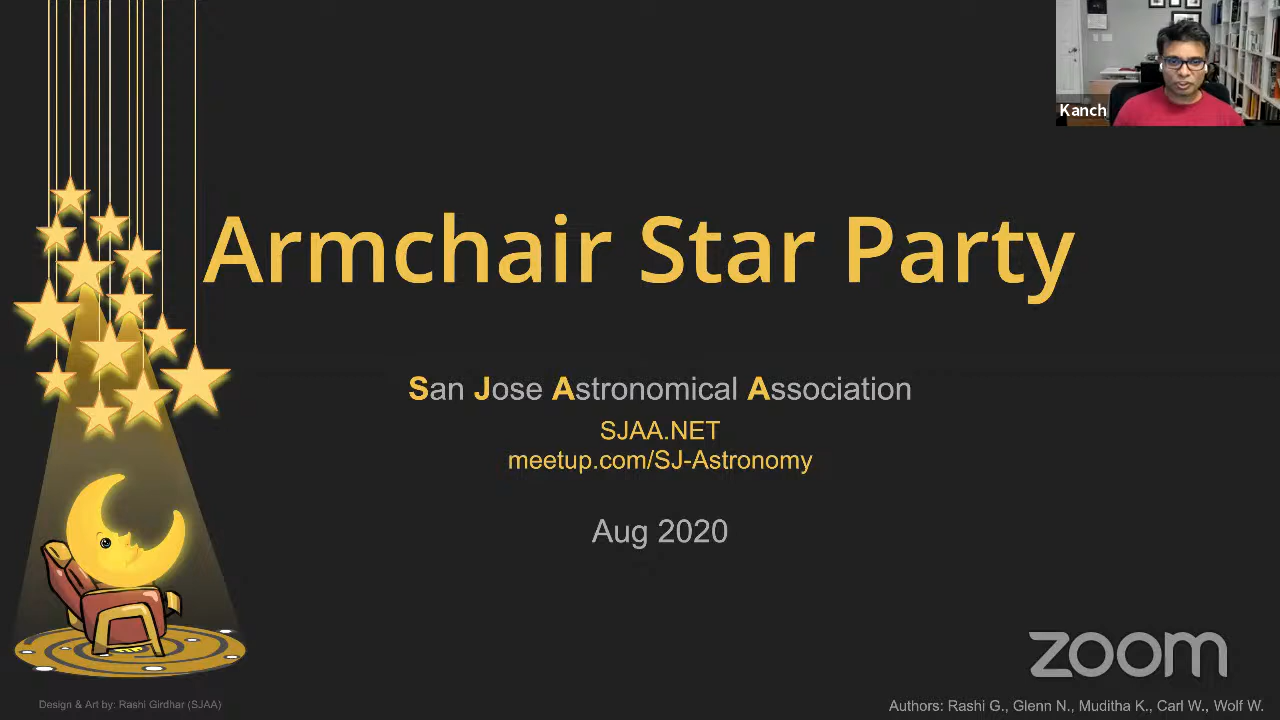 Kanch
Armchair Star Party
San Jose Astronomical Association
SJAA.NET
meetup.com/SJ-Astronomy
Aug 2020
zoom
Design & Art by: Rashi Girdhar (SJAA)
Authors: Rashi G., Glenn N., Muditha K., Carl W., Wolf W.